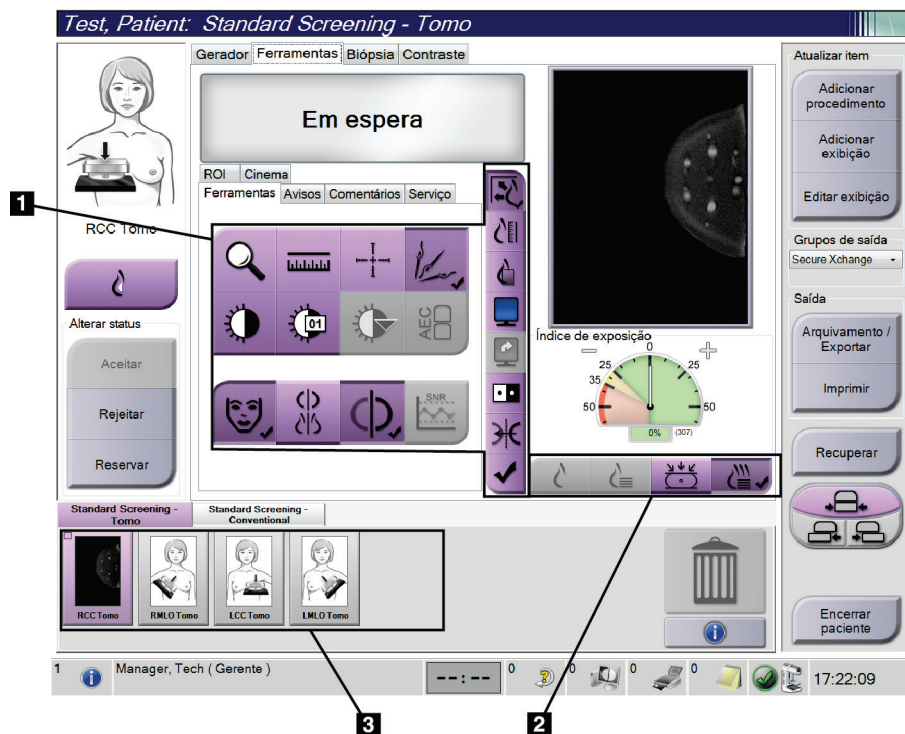 Test, Patient: Standard Screening - Tomo
Gerador Ferramentas Biópsia Contraste
Atualizar item
Adicionar procedimento
Adicionar exibição
Editar exibição
Em espera
ROI Cinema
Ferramentas Avisos Comentários Serviço
1
RCC Tomo
Grupos de saída
Secure Xchange
01
AEC
Saída
Arquivamento / Exportar
Imprimir
Alterar status
Aceitar
Rejeitar
Reservar
Índice de exposição
0
25 25
35
50 50
0% (307)
SNR
Recuperar
Standard Screening - Tomo
Standard Screening - Conventional
RCC Tomo RMLO Tomo LCC Tomo LMLO Tomo
Encerrar paciente
1 Manager, Tech ( Gerente ) --:-- 0 0 0 0 17:22:09
3 2